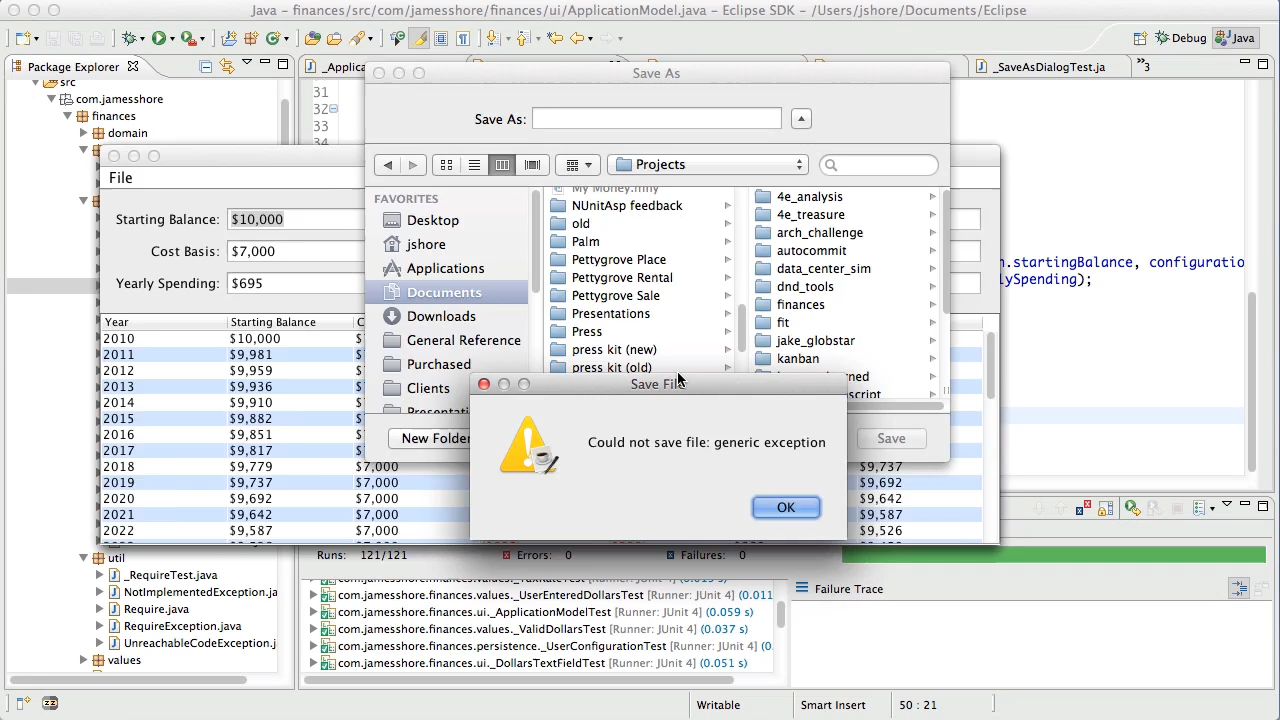 Java - finances/src/com/jamesshore/finances/ui/ApplicationModel.java - Eclipse SDK - /Users/jshore/Documents/Eclipse
Debug
Java
Package Explorer
_SaveAsDialogTest.ja
3
src
com.jamesshore
finances
domain
31
32
33
34
Save As
Save As:
Projects
FAVORITES
Desktop
jshore
Applications
Documents
Downloads
General Reference
Purchased
Clients
My Money.mny
NUnitAsp feedback
old
Palm
Pettygrove Place
Pettygrove Rental
Pettygrove Sale
Presentations
Press
press kit (new)
press kit (old)
4e_analysis
4e_treasure
arch_challenge
autocommit
data_center_sim
dnd_tools
finances
fit
jake_globstar
kanban
New Folder
Save
File
Starting Balance: $10,000
Cost Basis: $7,000
Yearly Spending: $695
Year Starting Balance
2010 $10,000
2011 $9,981
2012 $9,959
2013 $9,936
2014 $9,910
2015 $9,882
2016 $9,851
2017 $9,817
2018 $9,779 $7,000 $9,737
2019 $9,737 $7,000 $9,692
2020 $9,692 $7,000 $9,642
2021 $9,642 $7,000 $9,587
2022 $9,587 $7,000 $9,526
n.startingBalance, configuratio
lySpending);
Save File
Could not save file: generic exception
OK
util
_RequireTest.java
NotImplementedException.ja
Require.java
RequireException.java
UnreachableCodeException.j
values
Runs: 121/121 Errors: 0 Failures: 0
com.jamesshore.finances.values._UserEnteredDollarsTest [Runner: JUnit 4] (0.011
com.jamesshore.finances.ui._ApplicationModelTest [Runner: JUnit 4] (0.059 s)
com.jamesshore.finances.values._ValidDollarsTest [Runner: JUnit 4] (0.037 s)
com.jamesshore.finances.persistence._UserConfigurationTest [Runner: JUnit 4] (0.
com.jamesshore.finances.ui._DollarsTextFieldTest [Runner: JUnit 4] (0.051 s)
Failure Trace
Writable
Smart Insert
50 : 21